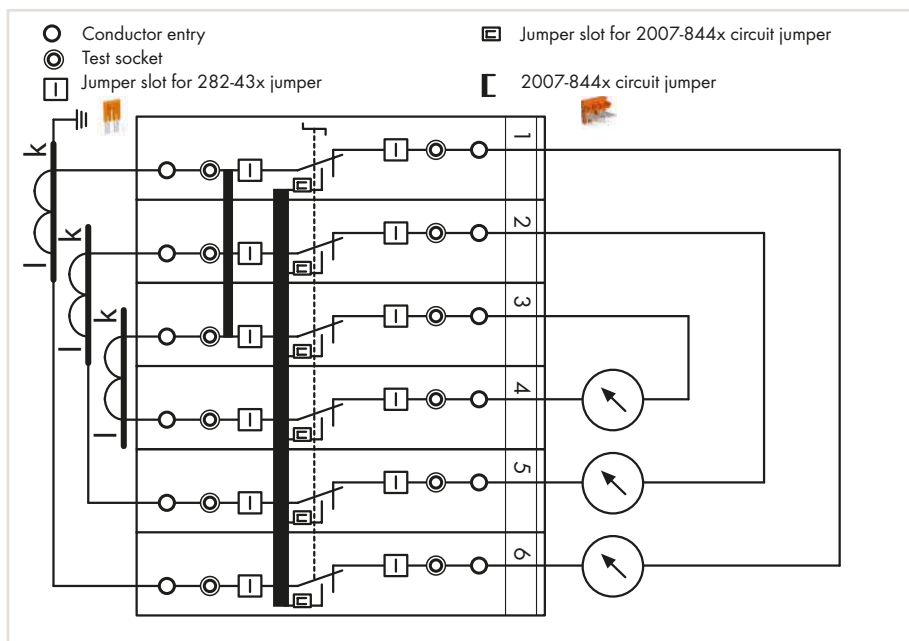 Conductor entry
Test socket
Jumper slot for 282-43x jumper
Jumper slot for 2007-844x circuit jumper
2007-844x circuit jumper
k
l
k
l
k
l
1
2
3
4
5
6